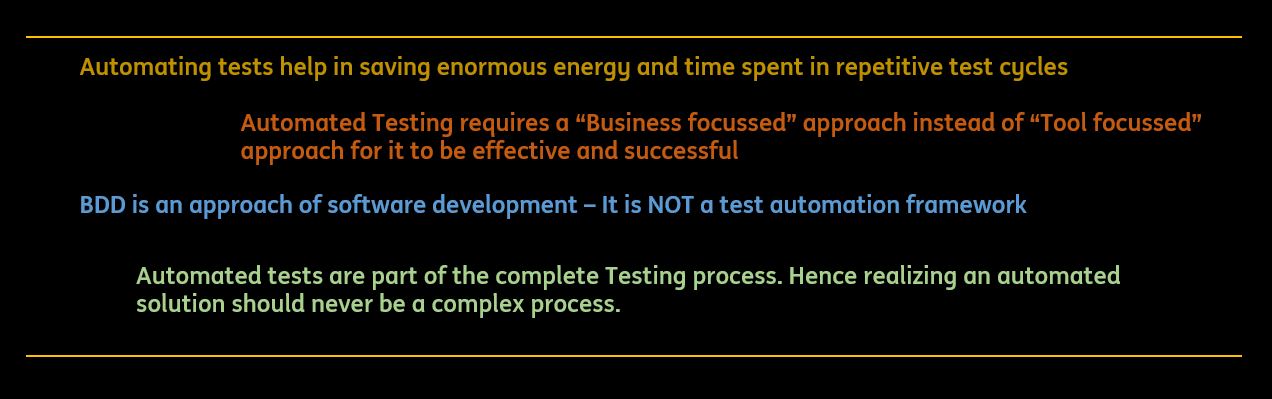 Automating tests help in saving enormous energy and time spent in repetitive test cycles
Automated Testing requires a “Business focussed” approach instead of “Tool focussed”
approach for it to be effective and successful
BDD is an approach of software development – It is NOT a test automation framework
Automated tests are part of the complete Testing process. Hence realizing an automated
solution should never be a complex process.